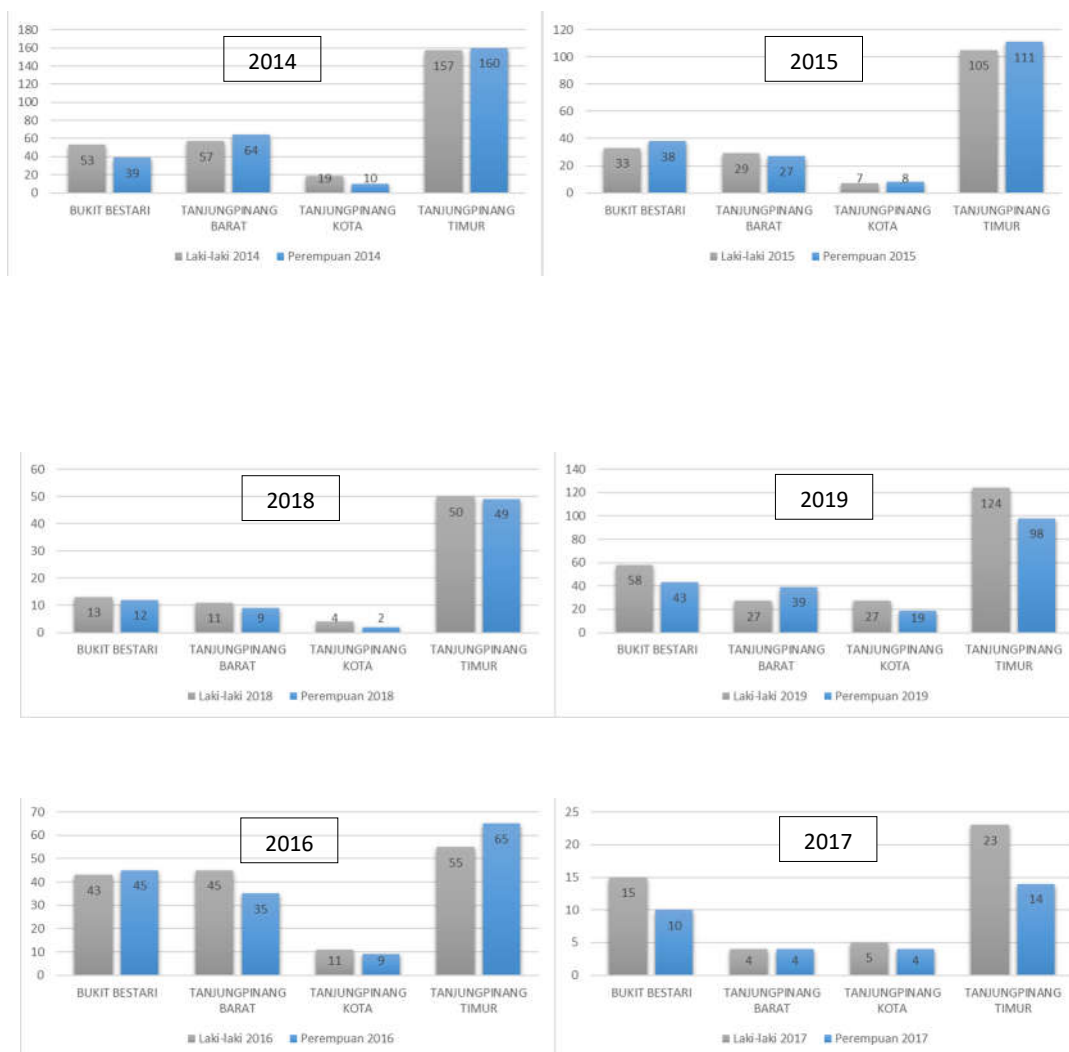 2014
180
160
140
120
100
80
60
40
20
0
53 39 57 64 19 10 157 160
BUKIT BESTARI TANJUNGPINANG BARAT TANJUNGPINANG KOTA TANJUNGPINANG TIMUR
Laki-laki 2014 Perempuan 2014
2015
120
100
80
60
40
20
0
33 38 29 27 7 8 105 111
BUKIT BESTARI TANJUNGPINANG BARAT TANJUNGPINANG KOTA TANJUNGPINANG TIMUR
Laki-laki 2015 Perempuan 2015
2018
60
50
40
30
20
10
0
13 12 11 9 4 2 50 49
BUKIT BESTARI TANJUNGPINANG BARAT TANJUNGPINANG KOTA TANJUNGPINANG TIMUR
Laki-laki 2018 Perempuan 2018
2019
140
120
100
80
60
40
20
0
58 43 27 39 27 19 124 98
BUKIT BESTARI TANJUNGPINANG BARAT TANJUNGPINANG KOTA TANJUNGPINANG TIMUR
Laki-laki 2019 Perempuan 2019
2016
70
60
50
40
30
20
10
0
43 45 45 35 11 9 55 65
BUKIT BESTARI TANJUNGPINANG BARAT TANJUNGPINANG KOTA TANJUNGPINANG TIMUR
Laki-laki 2016 Perempuan 2016
2017
25
20
15
10
5
0
15 10 4 4 5 4 23 14
BUKIT BESTARI TANJUNGPINANG BARAT TANJUNGPINANG KOTA TANJUNGPINANG TIMUR
Laki-laki 2017 Perempuan 2017